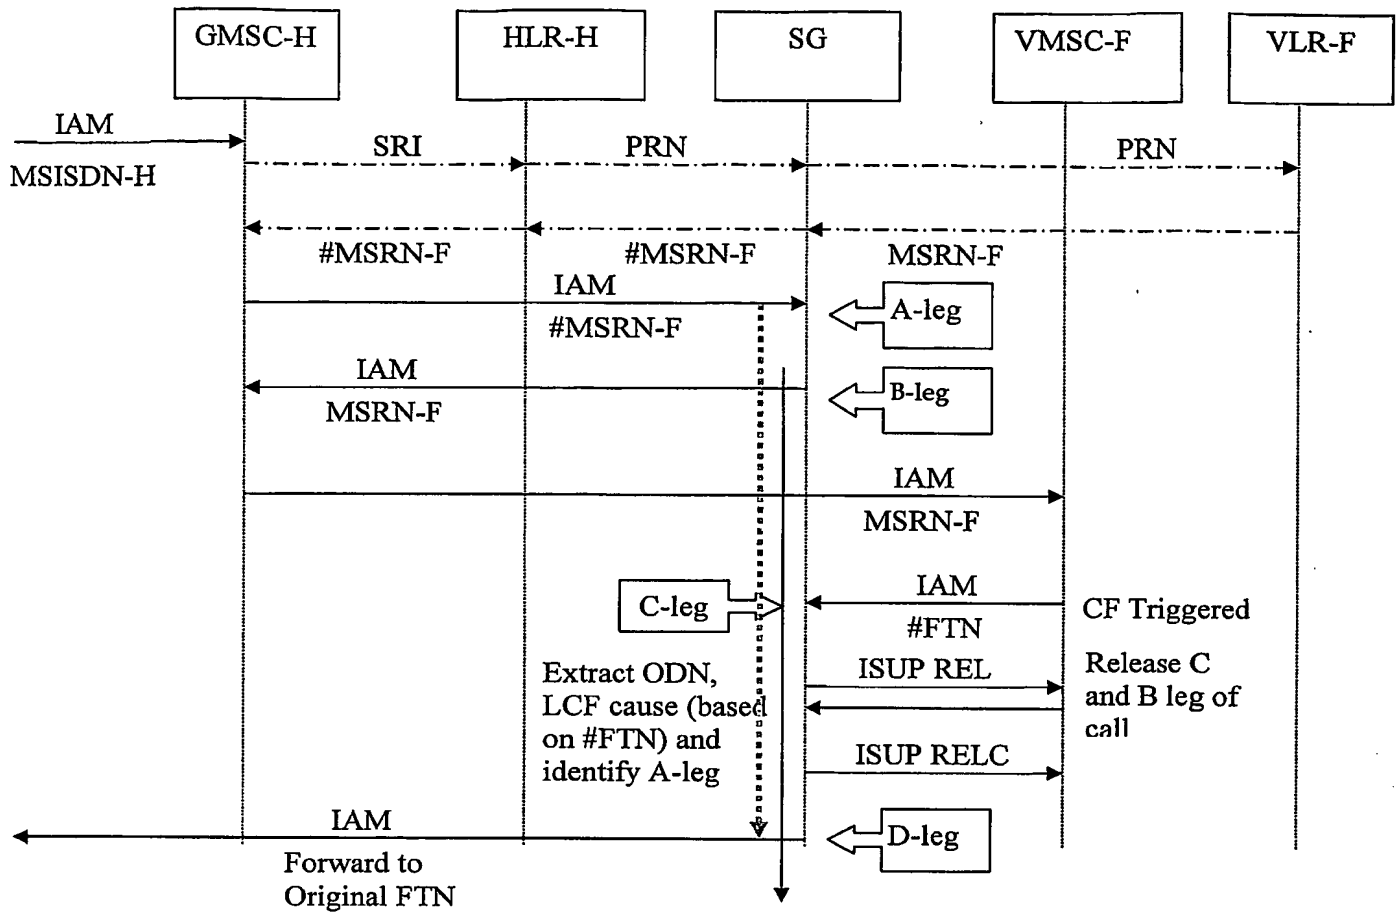 GMSC-H
HLR-H
SG
VMSC-F
VLR-F
IAM
MSISDN-H
SRI
PRN
PRN
#MSRN-F
#MSRN-F
MSRN-F
IAM
#MSRN-F
A-leg
IAM
MSRN-F
B-leg
IAM
MSRN-F
C-leg
IAM
#FTN
CF Triggered
Extract ODN,
LCF cause (based
on #FTN) and
identify A-leg
ISUP REL
Release C
and B leg of
call
ISUP RELC
IAM
Forward to
Original FTN
D-leg